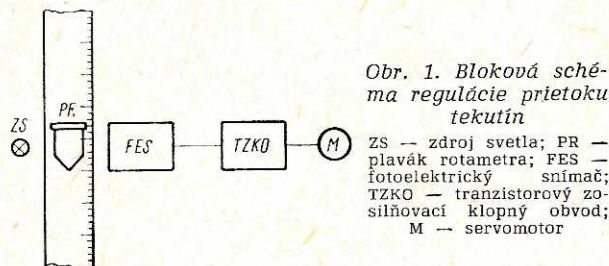 ZS
PF.
FES
TZKO
M
Obr. 1. Bloková sché-
ma regulácie prietoku
tekutín
ZS — zdroj svetla; PR —
plavák rotametra; FES —
fotoelektrický snímač;
TZKO — tranzistorový zo-
silňovací klopný obvod;
M — servomotor